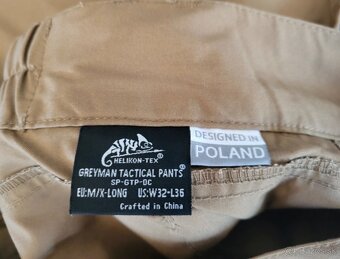 HELIKON-TEX®
GREYMAN TACTICAL PANTS®
SP-GTP-DC
EU:M/X-LONG US:W32-L36
Crafted in China
DESIGNED IN
POLAND